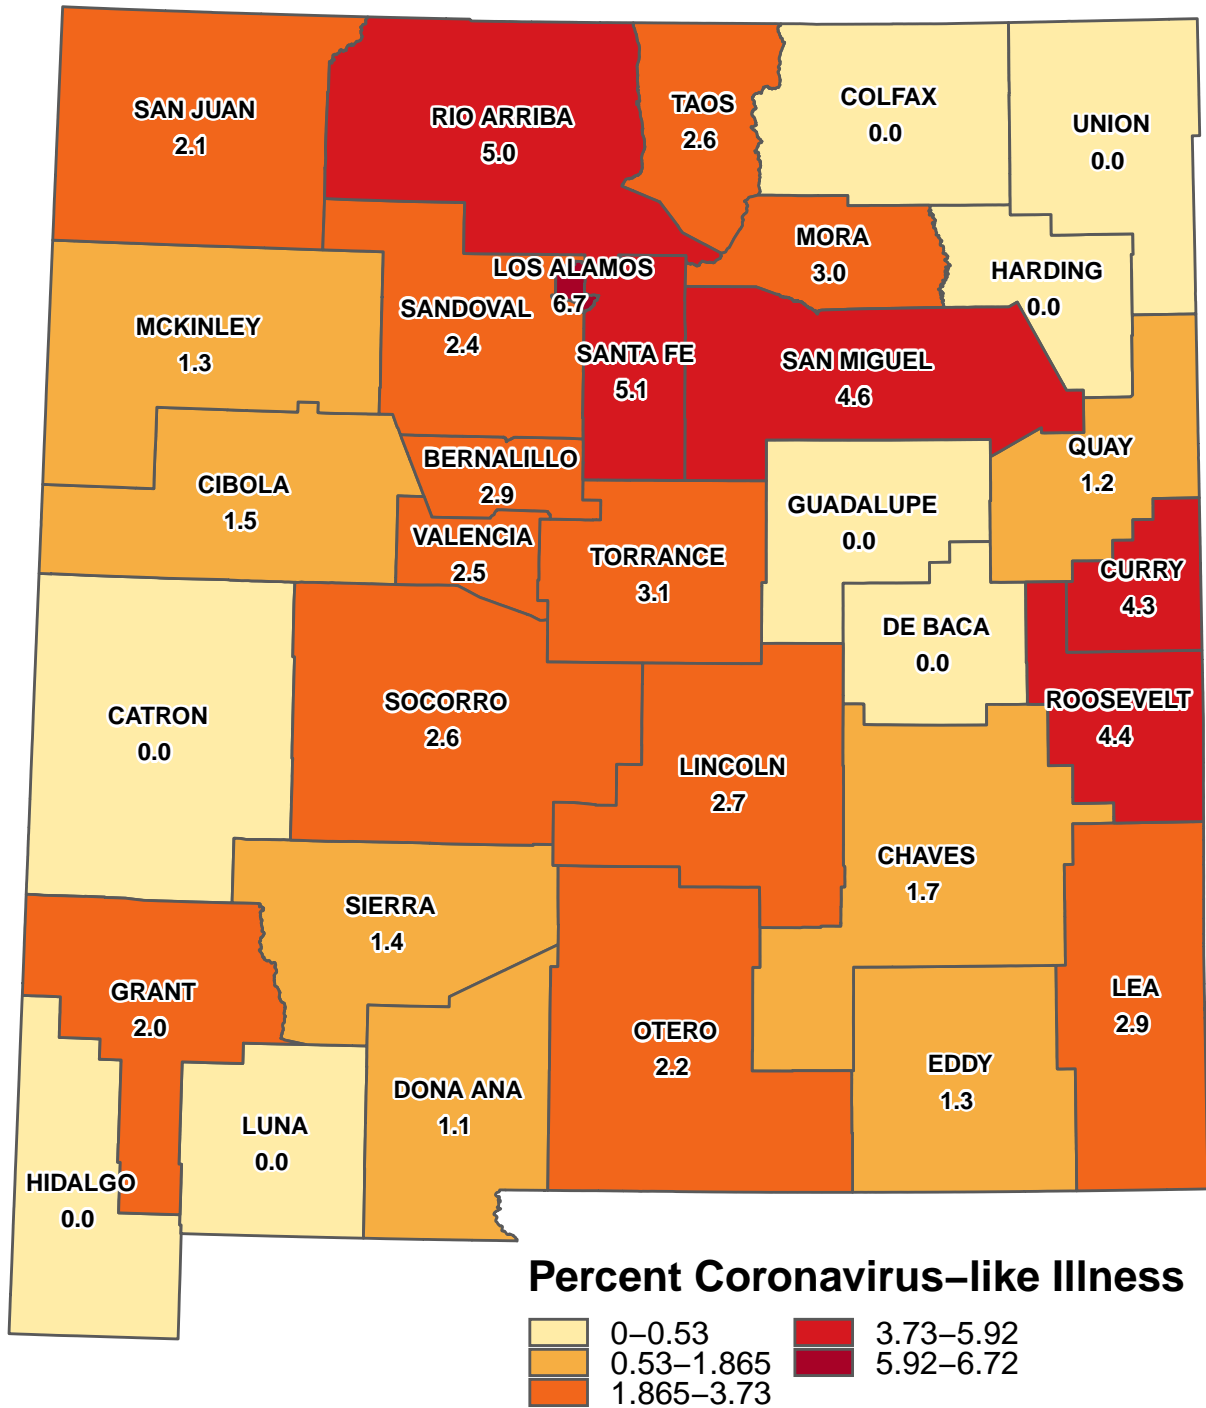 SAN JUAN
2.1
RIO ARRIBA
5.0
TAOS
2.6
COLFAX
0.0
UNION
0.0
MORA
3.0
HARDING
0.0
LOS ALAMOS
6.7
SANDOVAL
2.4
MCKINLEY
1.3
SANTA FE
5.1
SAN MIGUEL
4.6
QUAY
1.2
BERNALILLO
2.9
CIBOLA
1.5
GUADALUPE
0.0
VALENCIA
2.5
TORRANCE
3.1
CURRY
4.3
DE BACA
0.0
ROOSEVELT
4.4
CATRON
0.0
SOCORRO
2.6
LINCOLN
2.7
CHAVES
1.7
SIERRA
1.4
GRANT
2.0
LEA
2.9
OTERO
2.2
EDDY
1.3
DONA ANA
1.1
LUNA
0.0
HIDALGO
0.0
Percent Coronavirus−like Illness
0−0.53
0.53−1.865
1.865−3.73
3.73−5.92
5.92−6.72